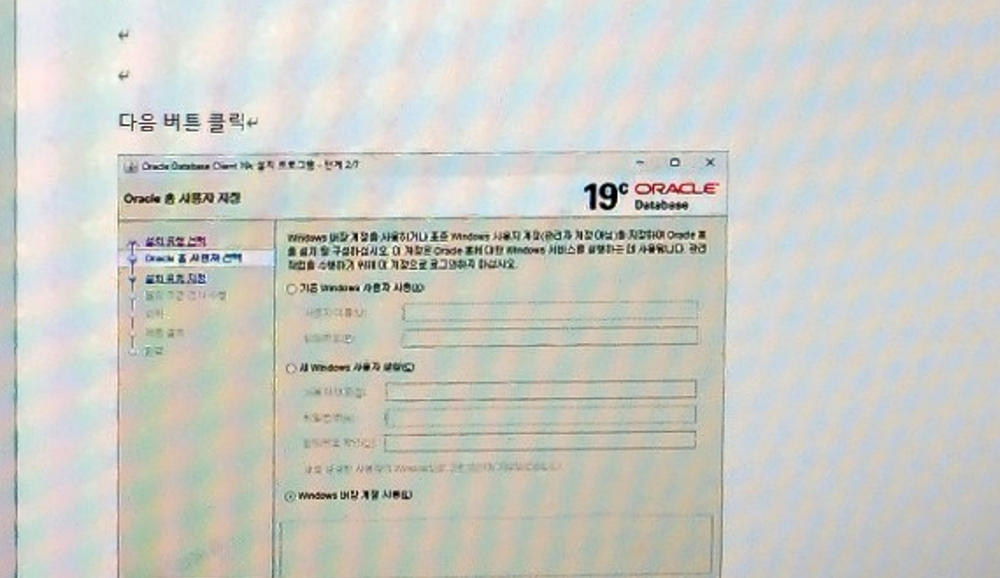 다음 버튼 클릭
Oracle Database Client 19c 설치 프로그램 - 단계 2/7
Oracle 홈 사용자 지정
19c ORACLE
Database
설치 유형 선택
Oracle 홈 사용자 선택
설치 위치 지정
요약
제품 설치
완료
Windows 내장 계정을 사용하거나 표준 Windows 사용자 계정(관리자 계정 아님)을 지정하여 Oracle 홈
을 설치 및 구성하십시오. 이 계정은 Oracle 홈에 대한 Windows 서비스를 실행하는 데 사용됩니다. 관리
작업을 수행하기 위해 이 계정으로 로그인하지 마십시오.
기존 Windows 사용자 사용
사용자 이름(U)
비밀번호(P)
새 Windows 사용자 생성(C)
사용자 이름
비밀번호
비밀번호 확인
Windows 내장 계정 사용